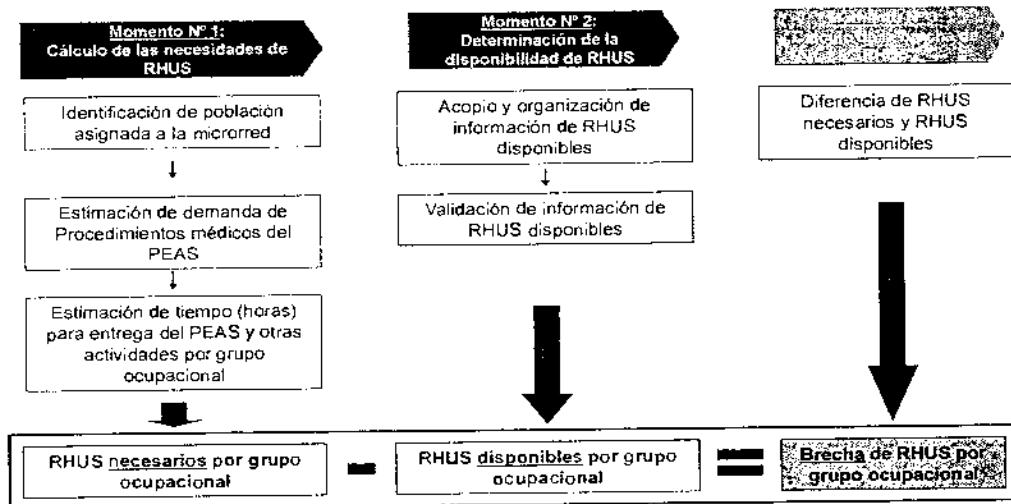 Momento N° 1:
Cálculo de las necesidades de
RHUS
Identificación de población
asignada a la microrred
Estimación de demanda de
Procedimientos médicos del
PEAS
Estimación de tiempo (horas)
para entrega del PEAS y otras
actividades por grupo
ocupacional
Momento N° 2:
Determinación de la
disponibilidad de RHUS
Acopio y organización de
información de RHUS
disponibles
Validación de información de
RHUS disponibles
Diferencia de RHUS
necesarios y RHUS
disponibles
RHUS necesarios por grupo
ocupacional
RHUS disponibles por grupo
ocupacional
Brecha de RHUS por
grupo ocupacional